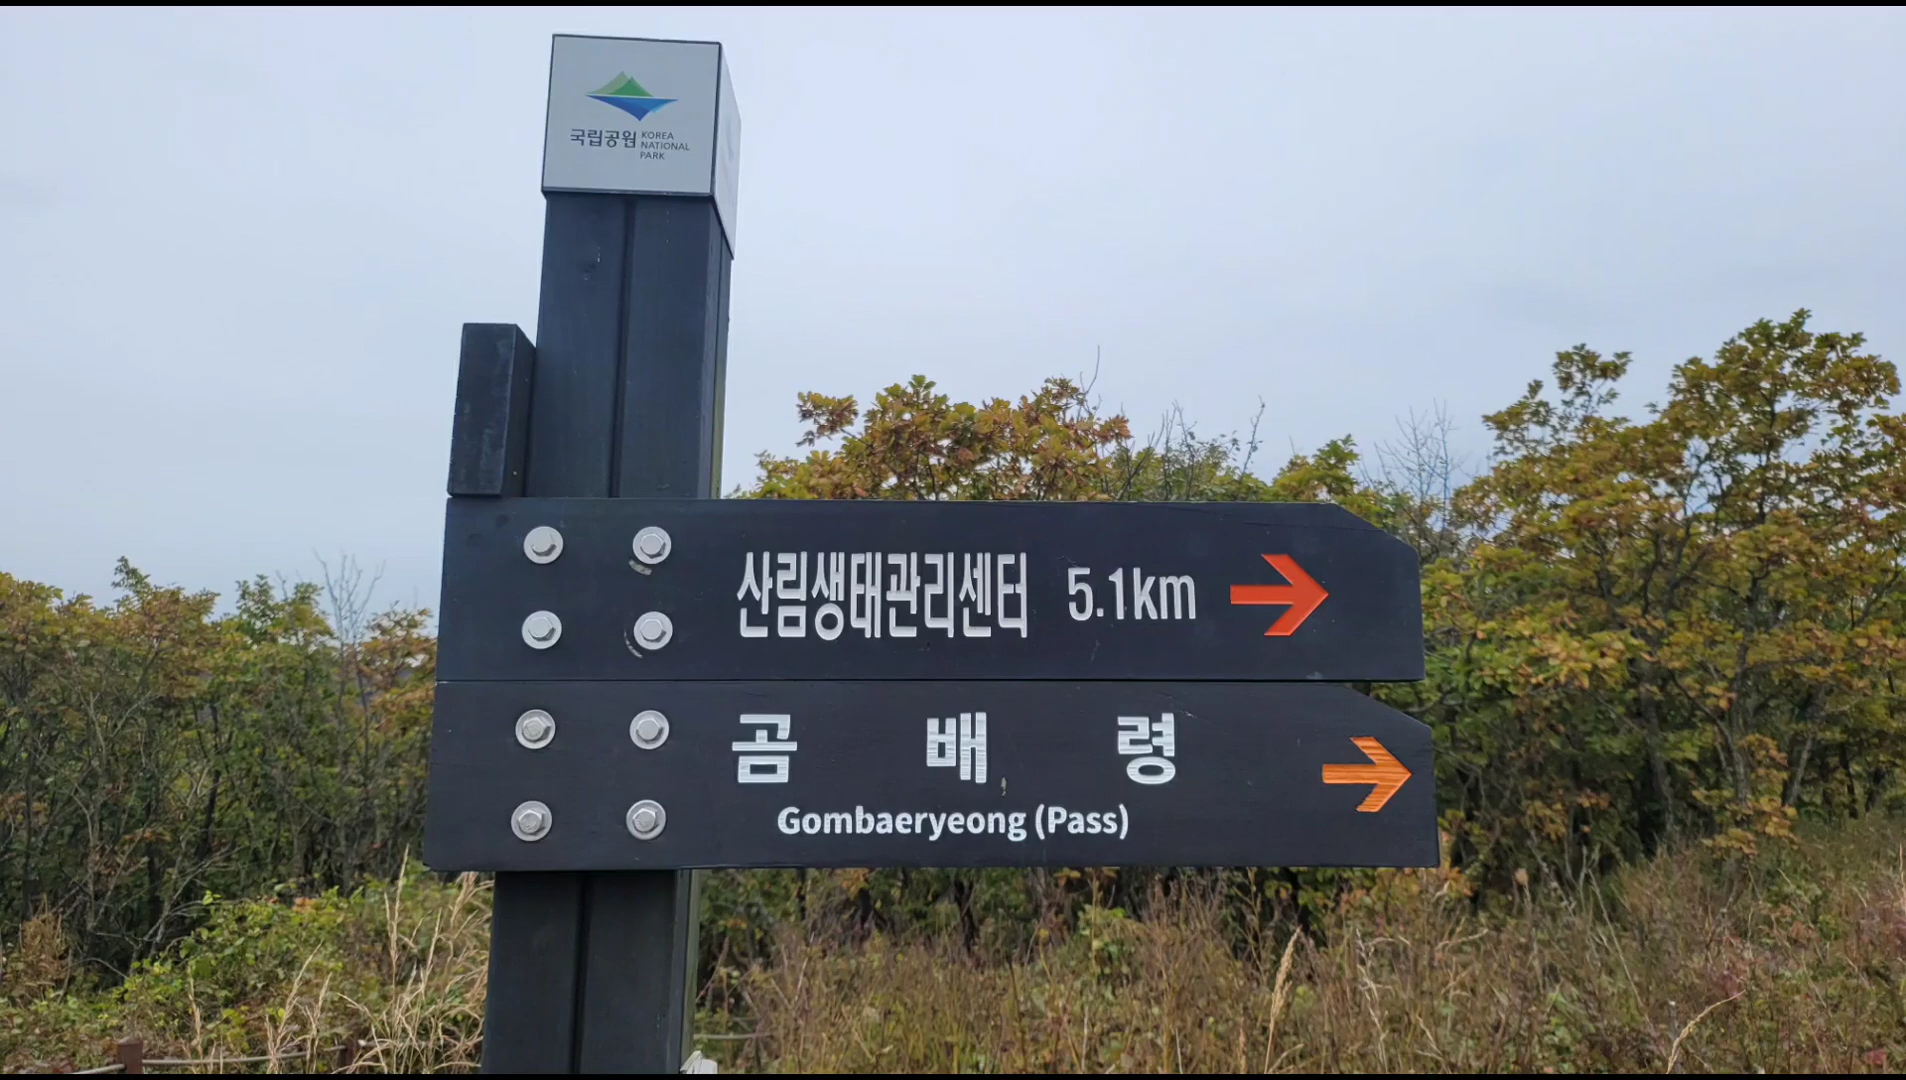 국립공원 KOREA
NATIONAL
PARK
산림생태관리센터 5.1km
곰 배 령
Gombaeryeong (Pass)